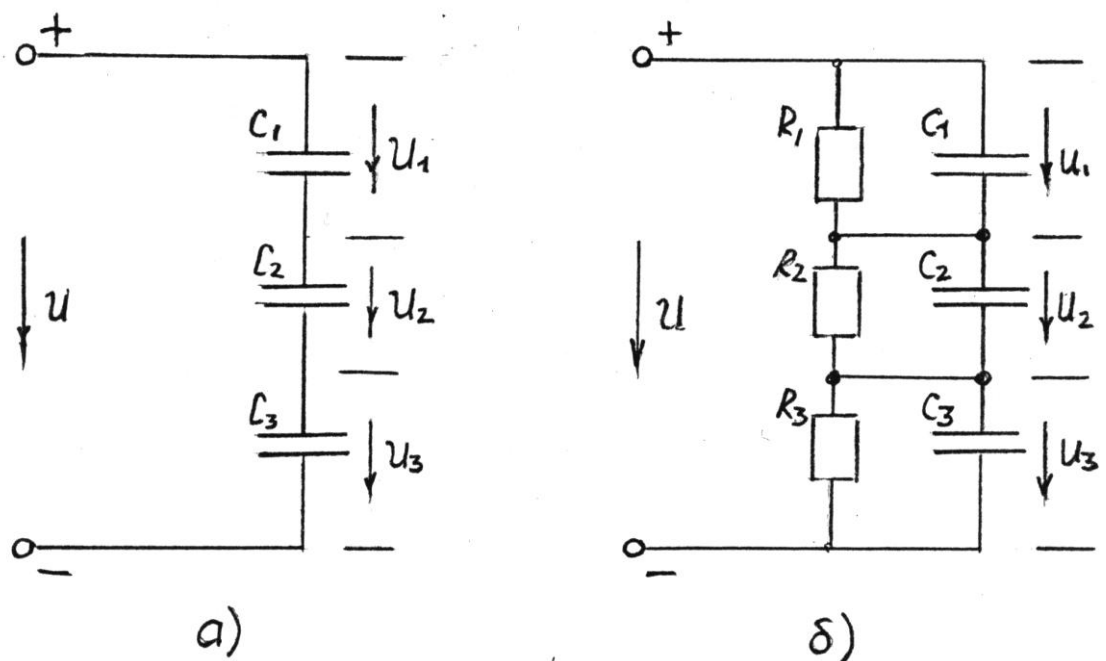 +
C₁
U₁
C₂
U₂
U
C₃
U₃
−
а)
+
R₁
C₁
U₁
R₂
C₂
U₂
U
R₃
C₃
U₃
−
б)